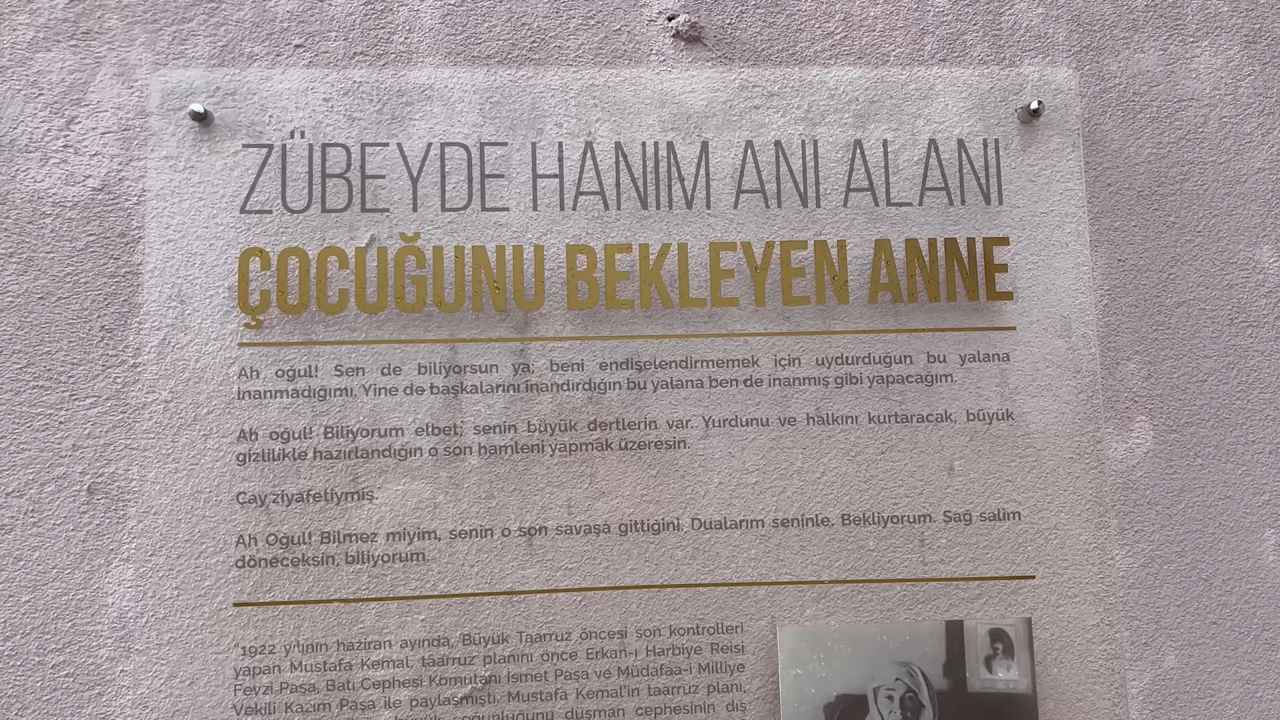 ZÜBEYDE HANIM ANI ALANI
ÇOCUĞUNU BEKLEYEN ANNE
Ah oğul! Sen de biliyorsun ya; beni endişelendirmemek için uydurduğun bu yalana
inanmadığımı. Yine de başkalarını inandırdığın bu yalana ben de inanmış gibi yapacağım.
Ah oğul! Biliyorum elbet; senin büyük dertlerin var. Yurdunu ve halkını kurtaracak, büyük
gizlilikle hazırlandığın o son hamleni yapmak üzeresin.
Çay ziyafetiymiş.
Ah Oğul! Bilmez miyim, senin o son savaşa gittiğini. Dualarım seninle. Bekliyorum. Sağ salim
döneceksin, biliyorum.
"1922 yılının haziran ayında, Büyük Taarruz öncesi son kontrolleri
yapan Mustafa Kemal, taarruz planını önce Erkan-ı Harbiye Reisi
Fevzi Paşa, Batı Cephesi Komutanı İsmet Paşa ve Müdafaa-i Milliye
Vekili Kazım Paşa ile paylaşmıştı. Mustafa Kemal'in taarruz planı,
büyük çoğunluğunu düşman cephesinin dış